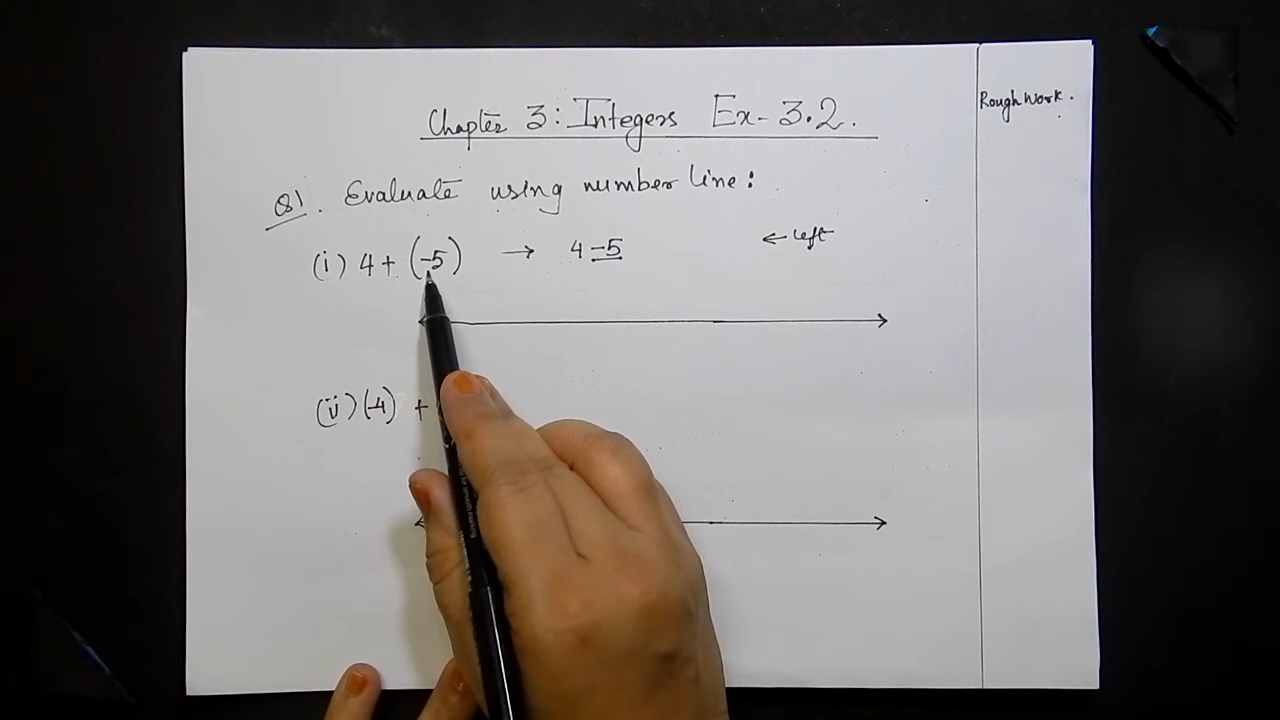 Chapter 3: Integers Ex-3.2.
Rough Work.
Q1. Evaluate using number line:
(i) 4 + (-5) → 4 -5 ← left
(ii) (-4) +